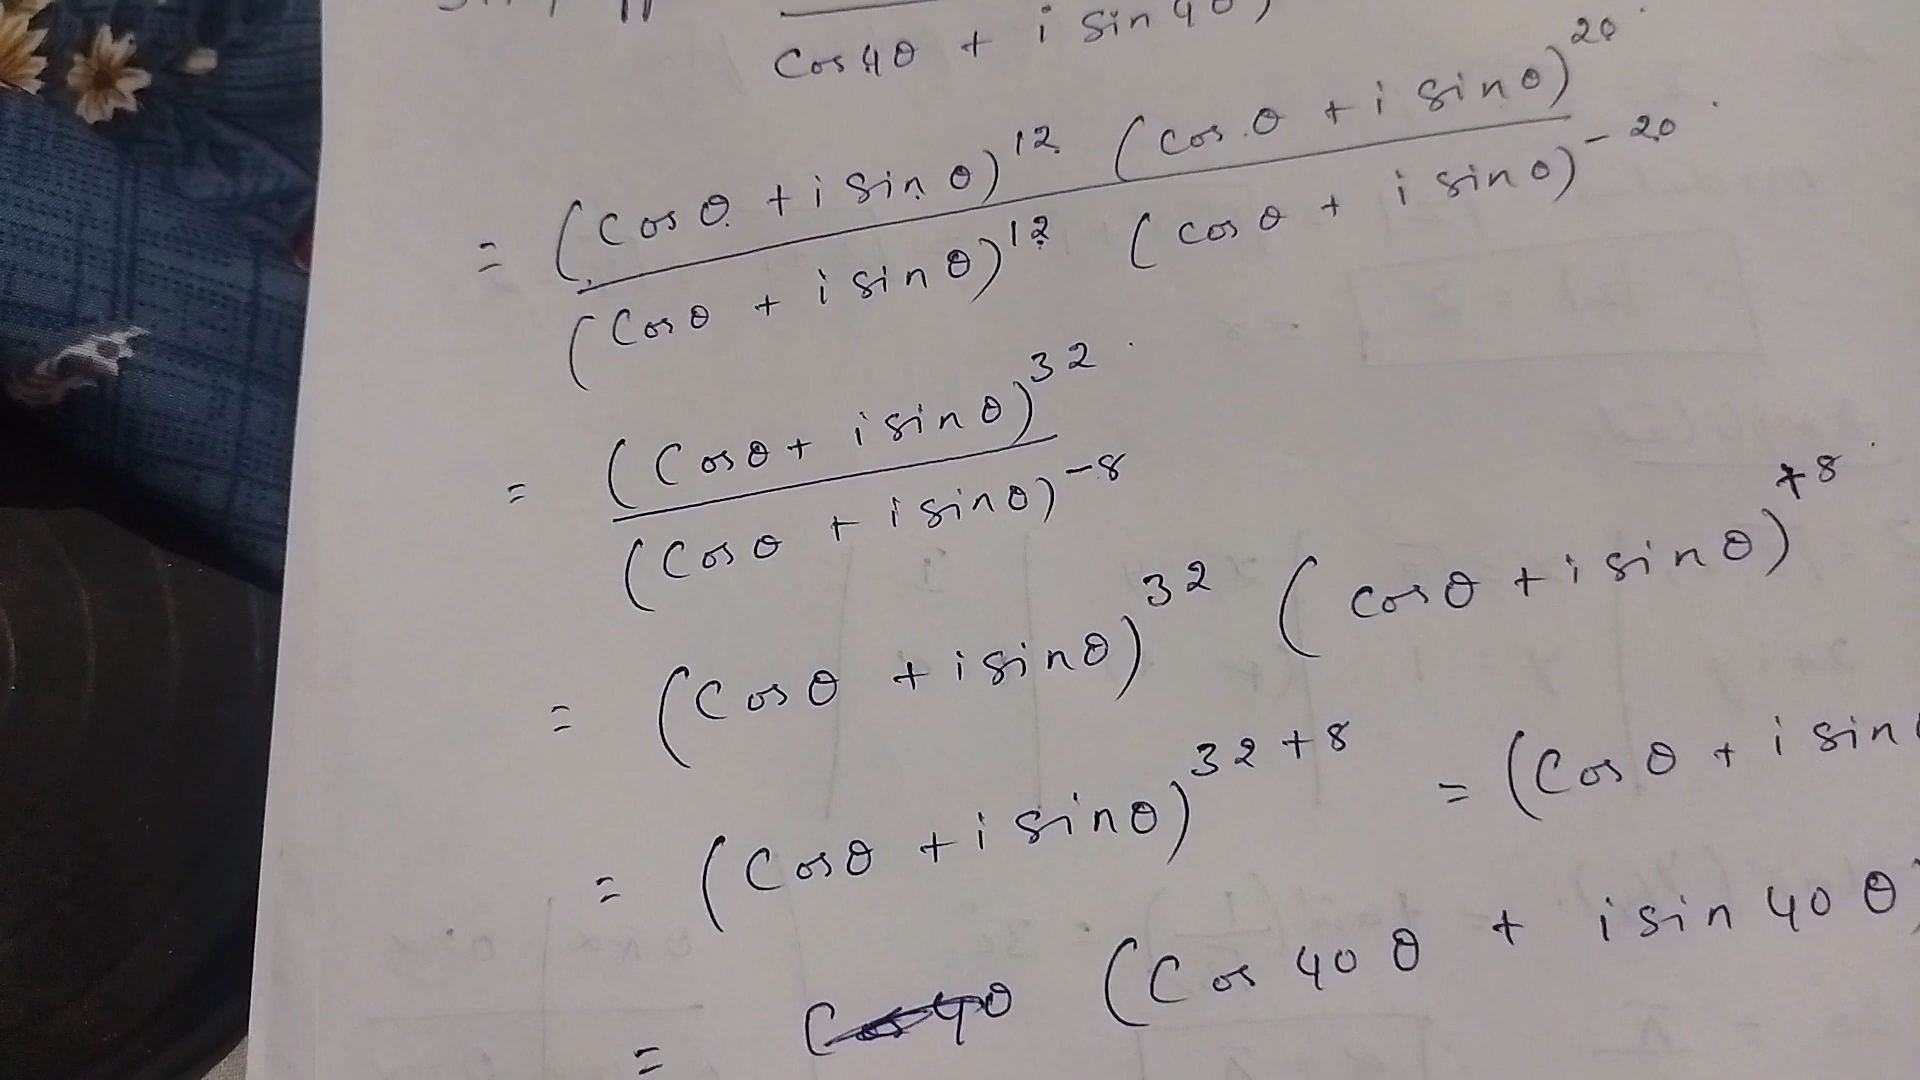 cos 4θ + i sin 4θ)
= (cos θ + i sin θ)^12 (cos θ + i sin θ)^20
(cos θ + i sin θ)^12 (cos θ + i sin θ)^-20
= (cos θ + i sin θ)^32
(cos θ + i sin θ)^-8
= (cos θ + i sin θ)^32 (cos θ + i sin θ)^+8
= (cos θ + i sin θ)^32+8 = (cos θ + i sin
= (cos 40 θ + i sin 40 θ)